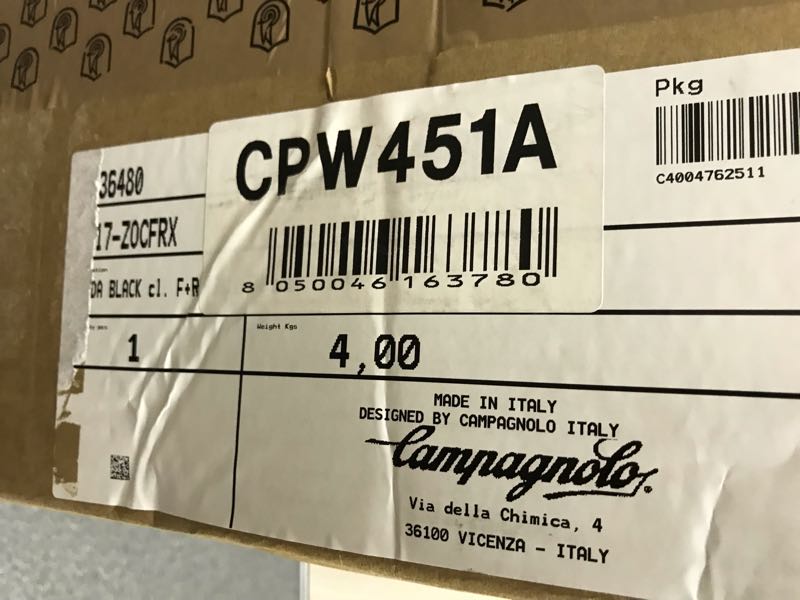 Pkg
C4004762511
CPW451A
8 050046 163780
36480
17-ZOCFRX
DA BLACK cl. F+R
1
Weight Kgs
4,00
MADE IN ITALY
DESIGNED BY CAMPAGNOLO ITALY
Campagnolo
Via della Chimica, 4
36100 VICENZA - ITALY